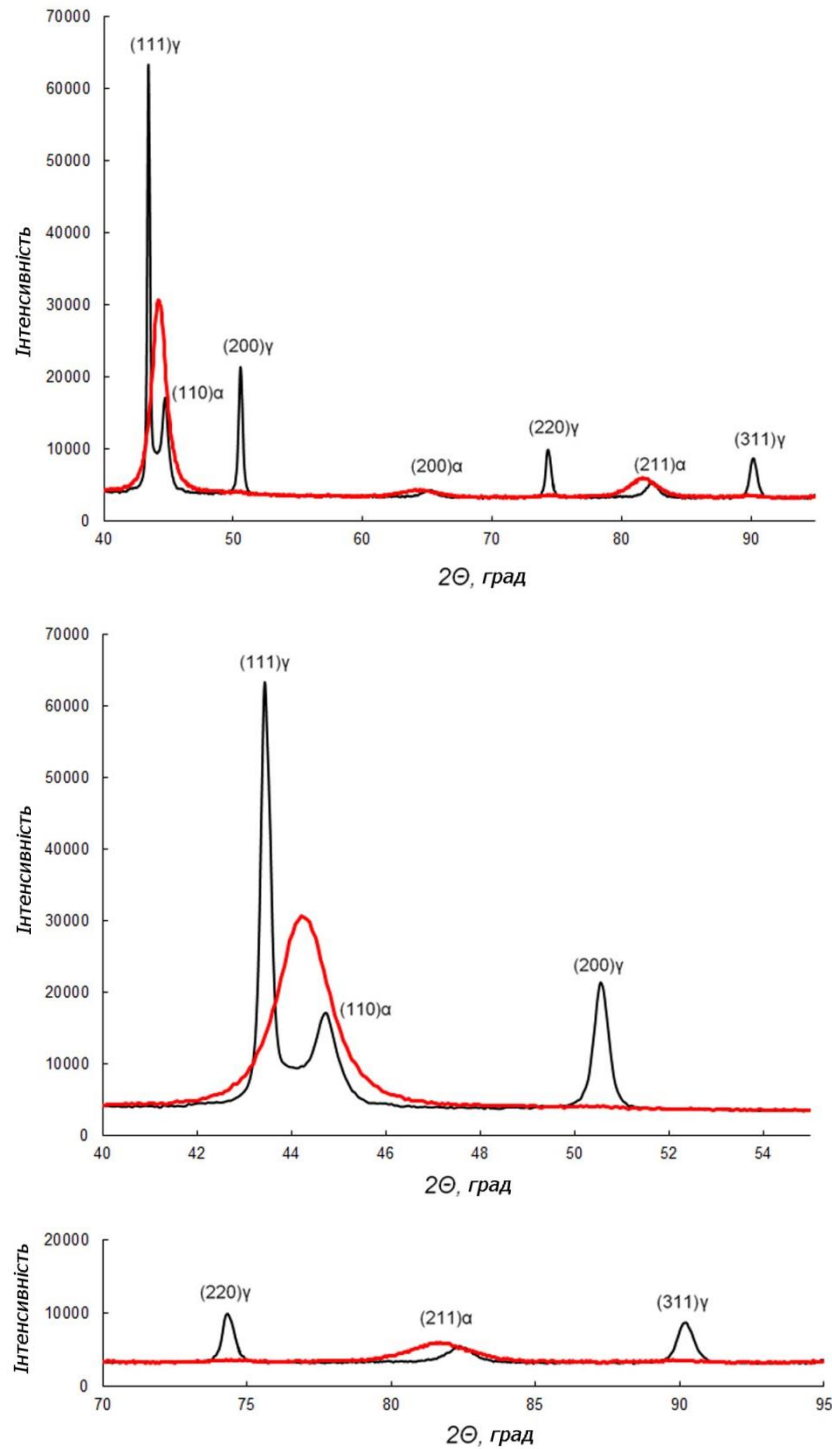 70000
(111)γ
60000
50000
40000
Інтенсивність
30000
(200)γ
20000
(110)α
(220)γ
(311)γ
10000
(200)α
(211)α
0
40
50
60
70
80
90
2Θ, град
70000
(111)γ
60000
50000
40000
Інтенсивність
30000
(200)γ
20000
(110)α
10000
0
40
42
44
46
48
50
52
54
2Θ, град
Інтенсивність
20000
(220)γ
(211)α
(311)γ
10000
0
70
75
80
85
90
95
2Θ, град